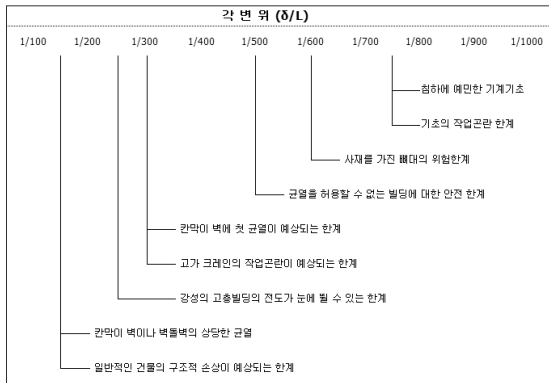 각 변 위 (δ/L)
1/100 1/200 1/300 1/400 1/500 1/600 1/700 1/800 1/900 1/1000
침하에 예민한 기계기초
기초의 작업곤란 한계
사재를 가진 뼈대의 위험한계
균열을 허용할 수 없는 빌딩에 대한 안전 한계
칸막이 벽에 첫 균열이 예상되는 한계
고가 크레인의 작업곤란이 예상되는 한계
강성의 고층빌딩의 전도가 눈에 뵐 수 있는 한계
칸막이 벽이나 벽돌벽의 상당한 균열
일반적인 건물의 구조적 손상이 예상되는 한계